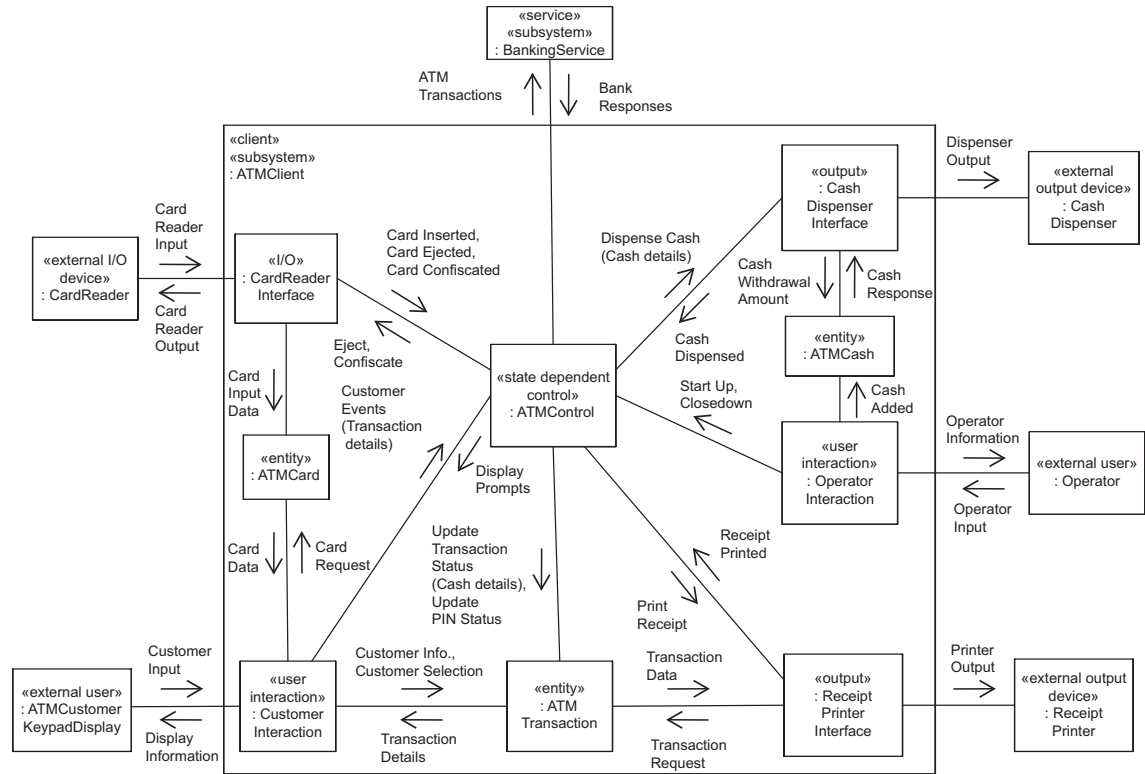 «service»
«subsystem»
: BankingService
ATM
Transactions
Bank
Responses
«client»
«subsystem»
: ATMClient
Dispenser
Output
«output»
: Cash
Dispenser
Interface
«external
output device»
: Cash
Dispenser
Card
Reader
Input
«external I/O
device»
: CardReader
Card
Reader
Output
«I/O»
: CardReader
Interface
Card Inserted,
Card Ejected,
Card Confiscated
Eject,
Confiscate
Dispense Cash
(Cash details)
Cash
Withdrawal
Amount
Cash
Response
Cash
Dispensed
«entity»
: ATMCash
Cash
Added
Card
Input
Data
Customer
Events
(Transaction
details)
«state dependent
control»
: ATMControl
Start Up,
Closedown
«entity»
: ATMCard
Display
Prompts
«user
interaction»
: Operator
Interaction
Operator
Information
«external user»
: Operator
Operator
Input
Card
Data
Card
Request
Update
Transaction
Status
(Cash details),
Update
PIN Status
Receipt
Printed
Print
Receipt
Customer
Input
«external user»
: ATMCustomer
KeypadDisplay
Display
Information
«user
interaction»
: Customer
Interaction
Customer Info.,
Customer Selection
Transaction
Details
«entity»
: ATM
Transaction
Transaction
Data
Transaction
Request
«output»
: Receipt
Printer
Interface
Printer
Output
«external output
device»
: Receipt
Printer